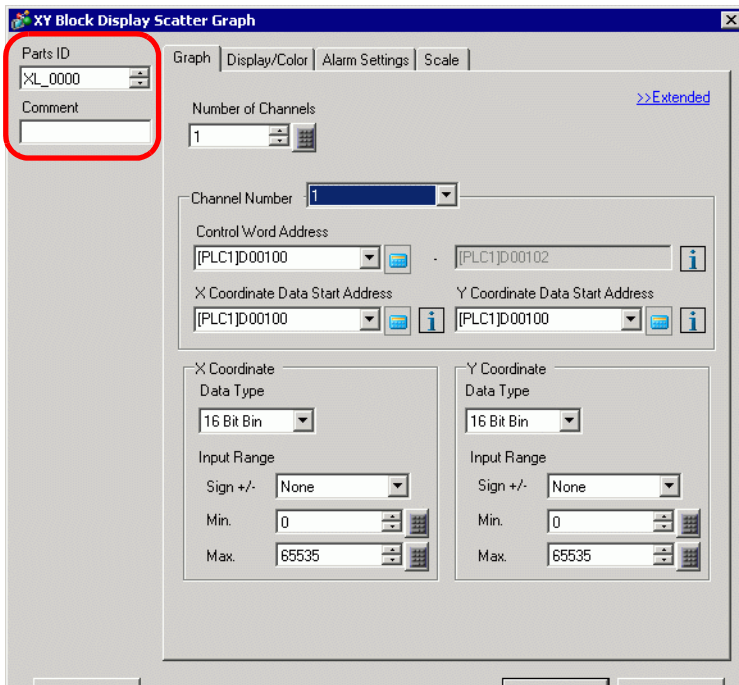 XY Block Display Scatter Graph
Parts ID
XL_0000
Comment
Graph
Display/Color
Alarm Settings
Scale
>>Extended
Number of Channels
1
Channel Number 1
Control Word Address
[PLC1]D00100 - [PLC1]D00102
X Coordinate Data Start Address Y Coordinate Data Start Address
[PLC1]D00100 [PLC1]D00100
X Coordinate
Data Type
16 Bit Bin
Input Range
Sign +/- None
Min. 0
Max. 65535
Y Coordinate
Data Type
16 Bit Bin
Input Range
Sign +/- None
Min. 0
Max. 65535